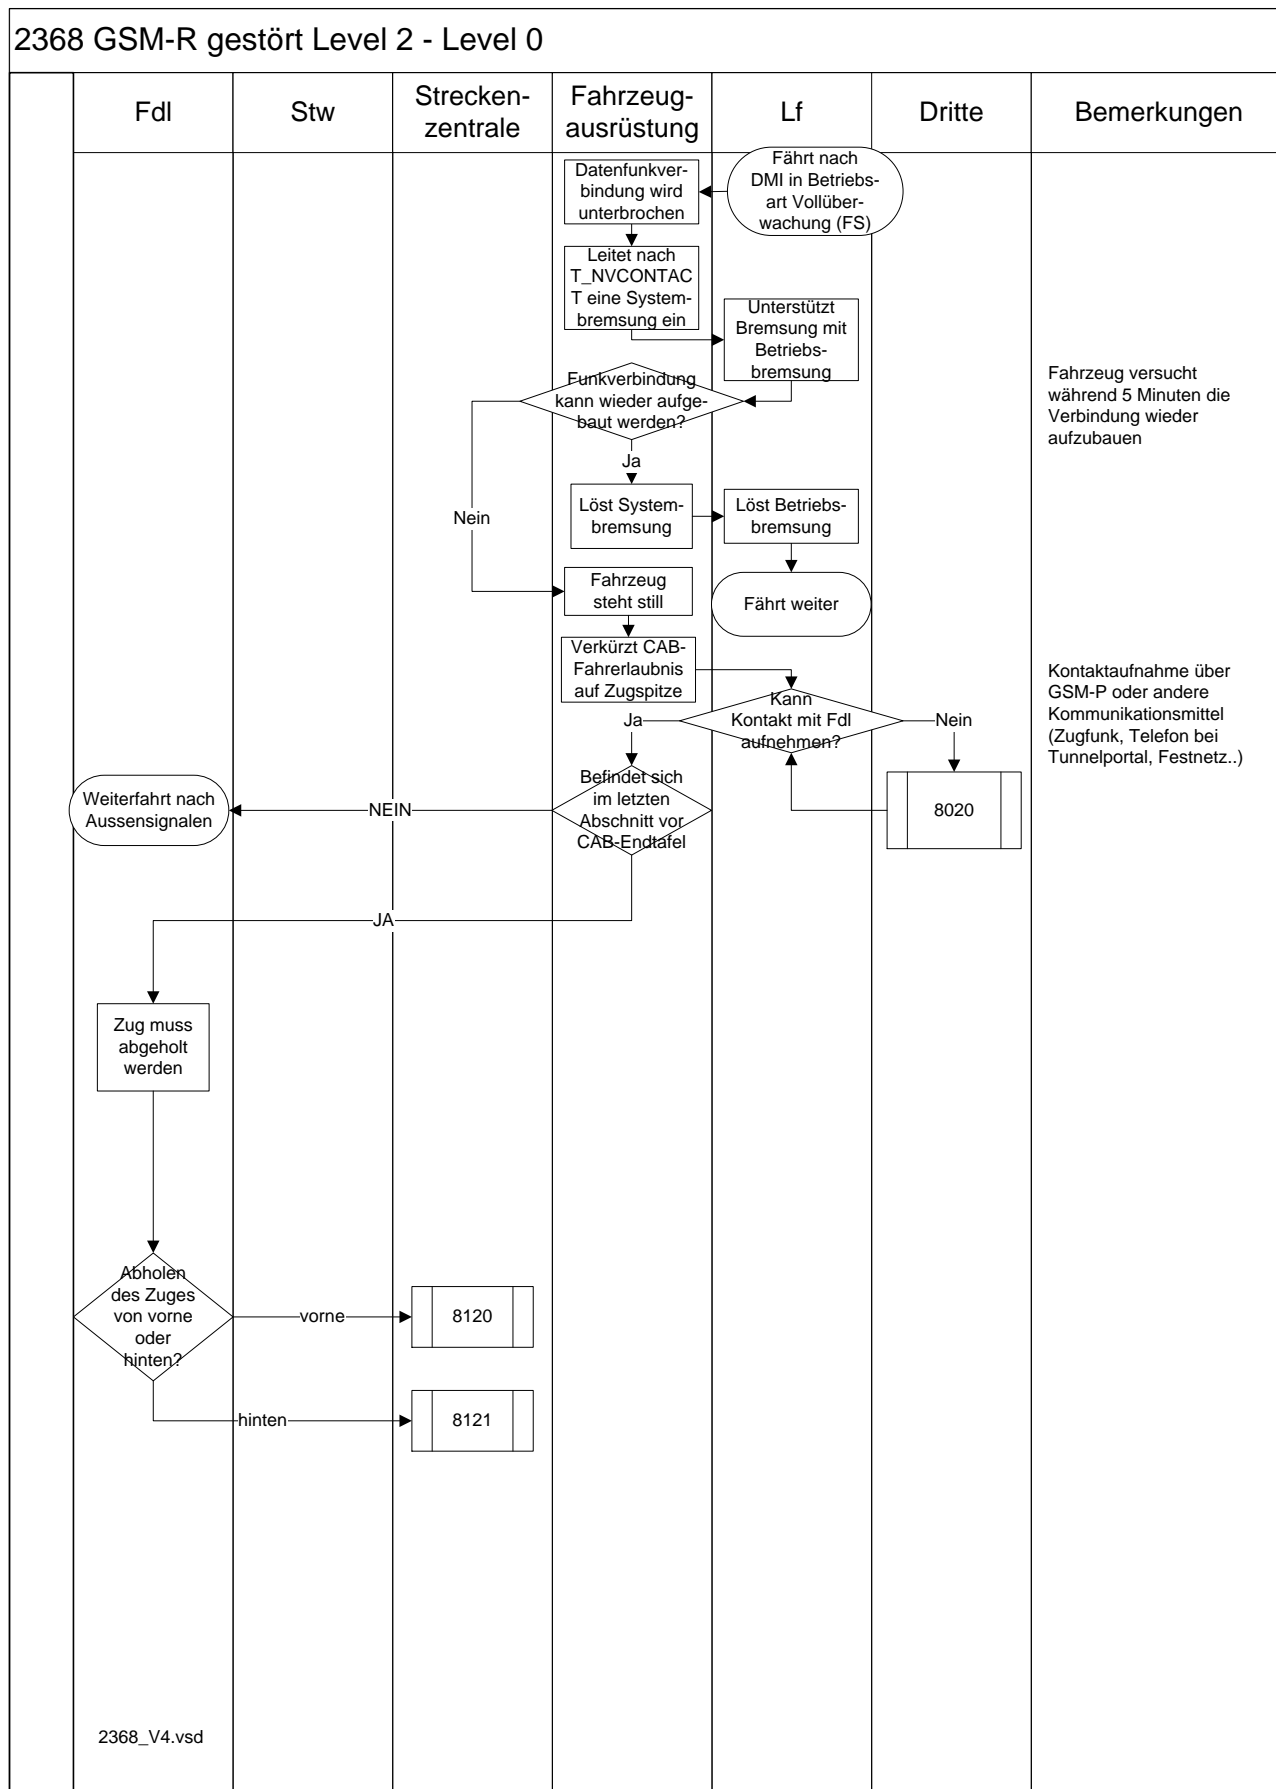 2368 GSM-R gestört Level 2 - Level 0
Fdl
Stw
Strecken-
zentrale
Fahrzeug-
ausrüstung
Lf
Dritte
Bemerkungen
Fährt nach
DMI in Betriebs-
art Vollüber-
wachung (FS)
Datenfunkver-
bindung wird
unterbrochen
Leitet nach
T_NVCONTAC
T eine System-
bremsung ein
Unterstützt
Bremsung mit
Betriebs-
bremsung
Funkverbindung
kann wieder aufge-
baut werden?
Fahrzeug versucht
während 5 Minuten die
Verbindung wieder
aufzubauen
Ja
Nein
Löst System-
bremsung
Löst Betriebs-
bremsung
Fahrzeug
steht still
Fährt weiter
Verkürzt CAB-
Fahrerlaubnis
auf Zugspitze
Kann
Kontakt mit Fdl
aufnehmen?
Kontaktaufnahme über
GSM-P oder andere
Kommunikationsmittel
(Zugfunk, Telefon bei
Tunnelportal, Festnetz..)
Ja
Nein
Befindet sich
im letzten
Abschnitt vor
CAB-Endtafel
8020
NEIN
Weiterfahrt nach
Aussensignalen
JA
Zug muss
abgeholt
werden
Abholen
des Zuges
von vorne
oder
hinten?
vorne
8120
hinten
8121
2368_V4.vsd